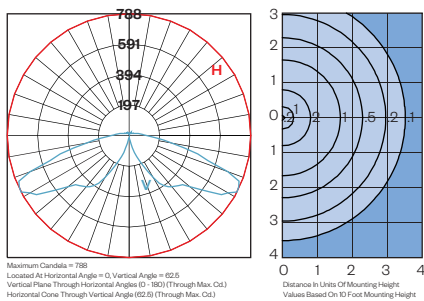 788
591
394
197
H
V
Maximum Candela = 788
Located At Horizontal Angle = 0, Vertical Angle = 62.5
Vertical Plane Through Horizontal Angles (0 - 180) (Through Max. Cd.)
Horizontal Cone Through Vertical Angle (62.5) (Through Max. Cd.)
3
2
1
0
1
2
3
4
.2 1 2 1 .5 .2 .1
0 1 2 3 4
Distance In Units Of Mounting Height
Values Based On 10 Foot Mounting Height